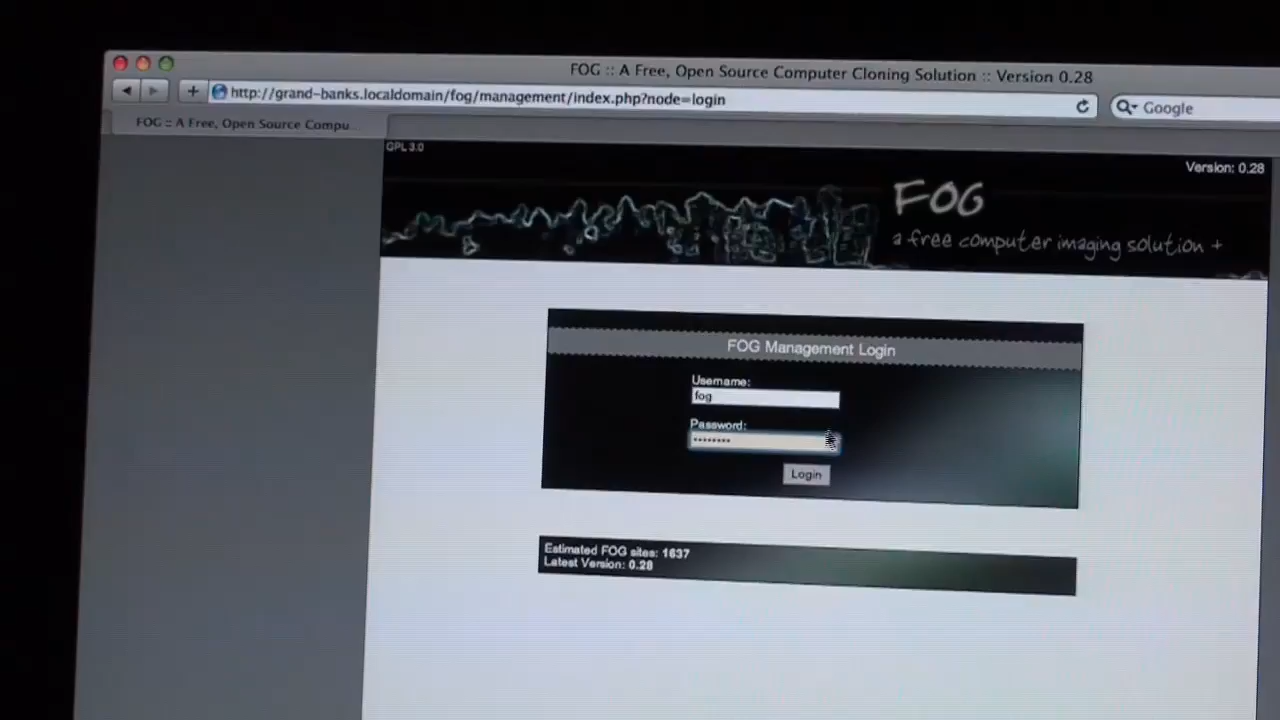 FOG :: A Free, Open Source Computer Cloning Solution :: Version 0.28
http://grand-banks.localdomain/fog/management/index.php?node=login
Google
FOG :: A Free, Open Source Compu...
GPL 3.0
Version: 0.28
FOG
a free computer imaging solution +
FOG Management Login
Username:
fog
Password:
••••••••
Login
Estimated FOG sites: 1637
Latest Version: 0.28